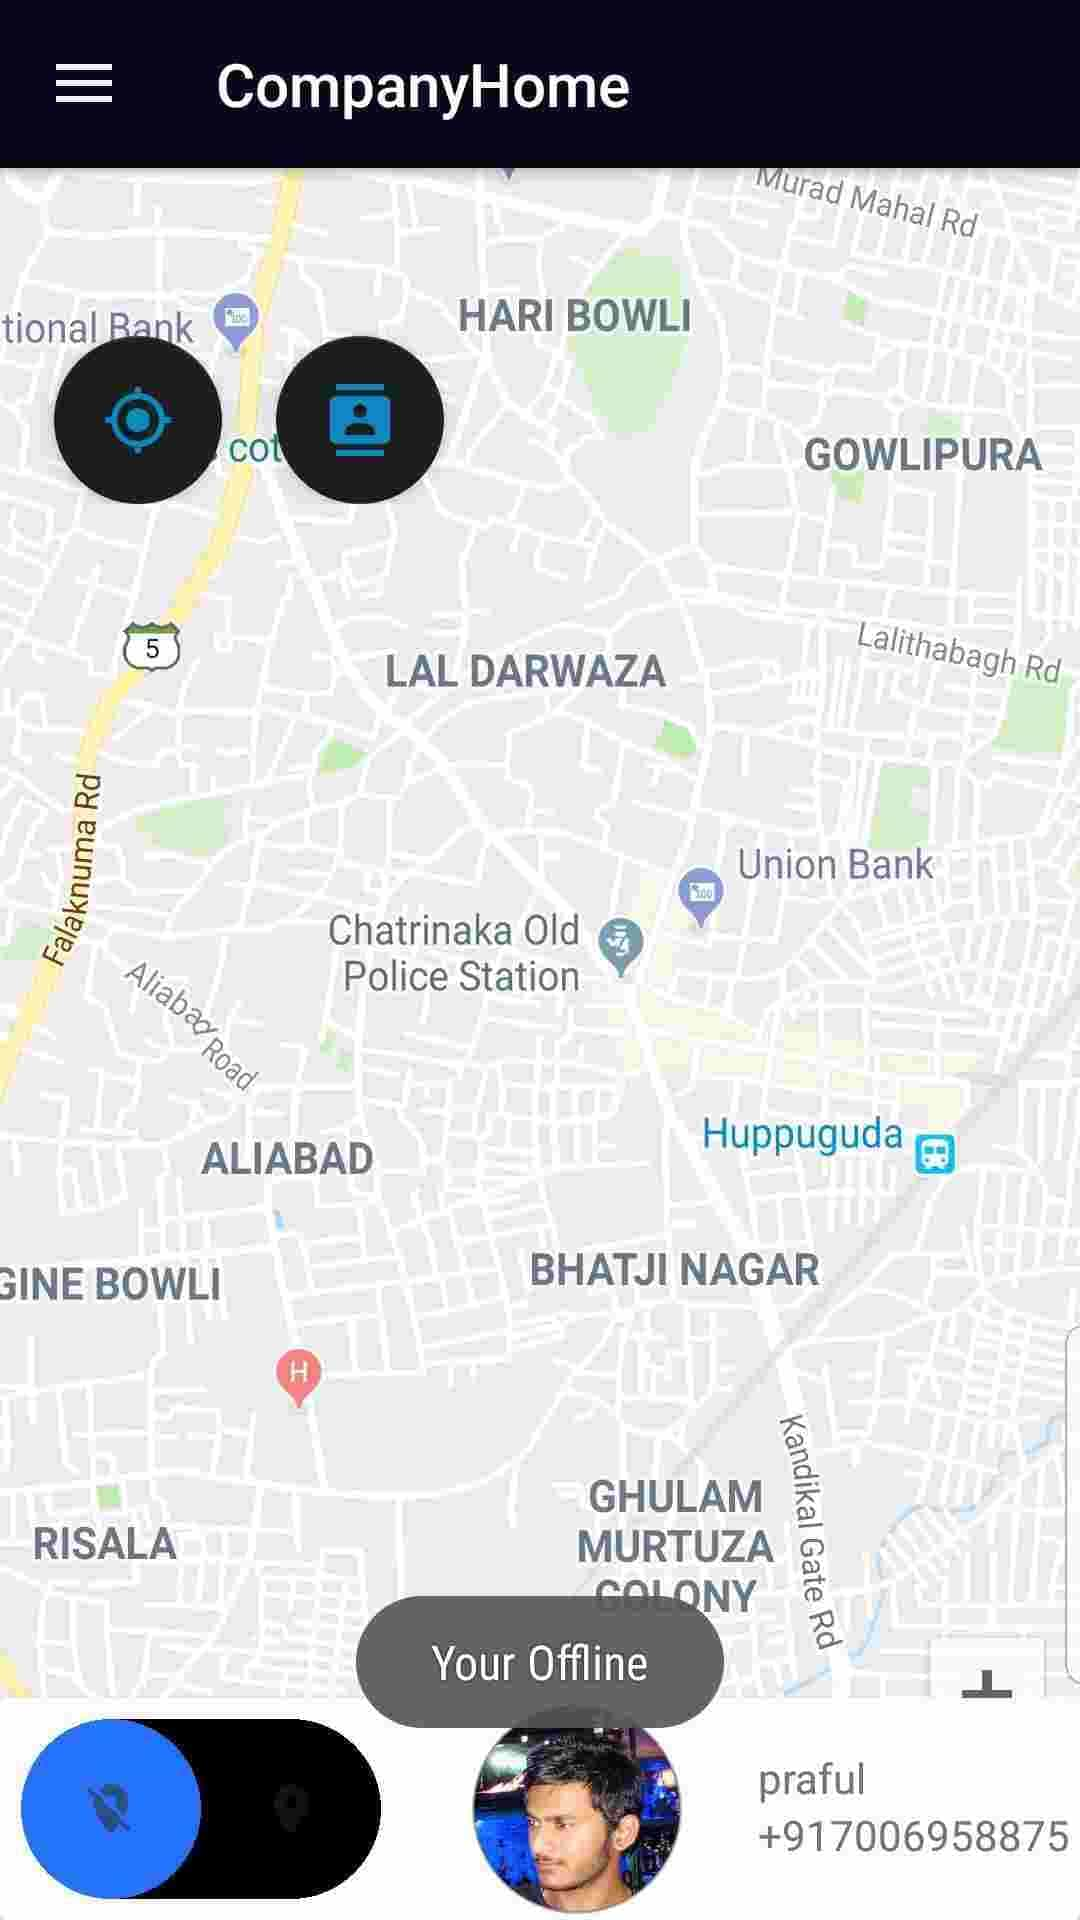 CompanyHome
Murad Mahal Rd
tional Bank
HARI BOWLI
cot
GOWLIPURA
5
LAL DARWAZA
Lalithabagh Rd
Falaknuma Rd
Union Bank
Chatrinaka Old
Police Station
Aliabad Road
Huppuguda
ALIABAD
GINE BOWLI
BHATJI NAGAR
H
Kandikal Gate Rd
GHULAM
MURTUZA
COLONY
RISALA
Your Offline
praful
+917006958875